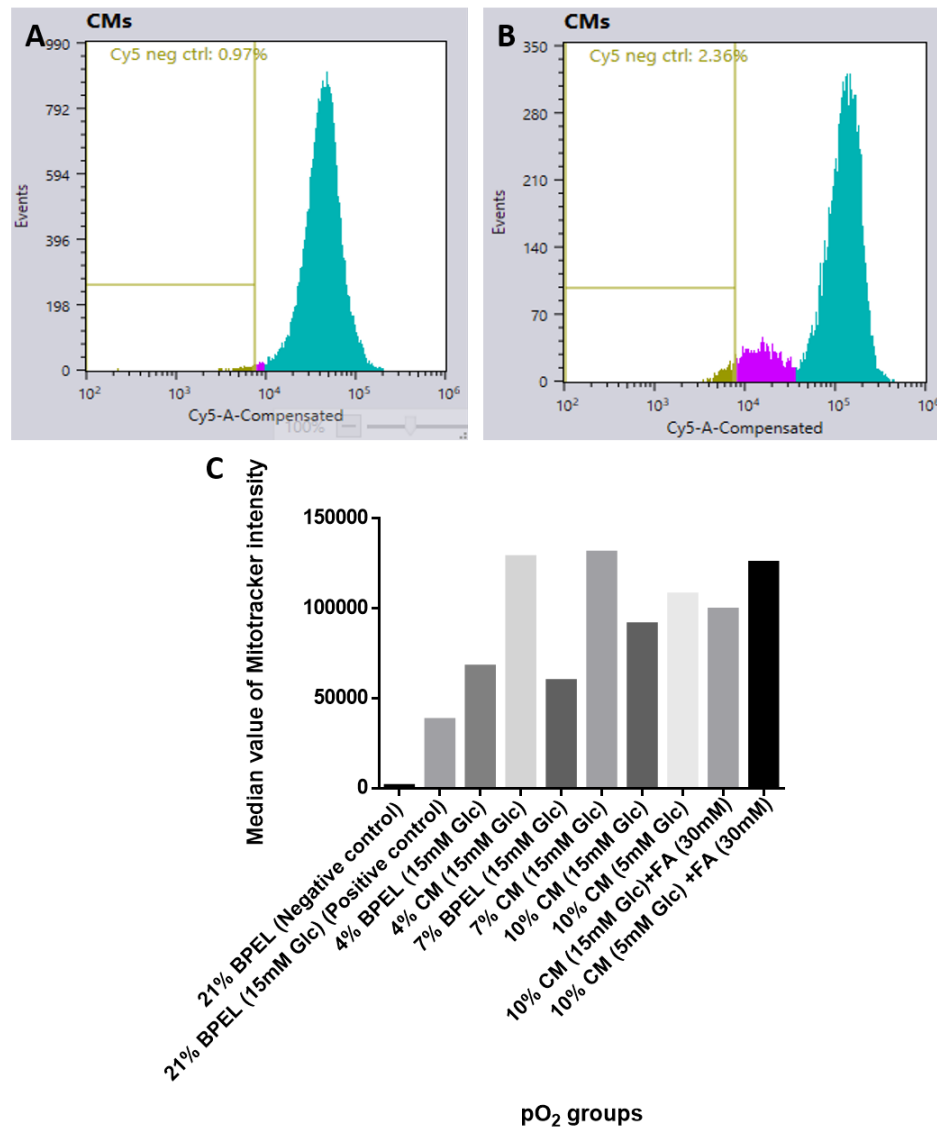 A
CMs
Cy5 neg ctrl: 0.97%
990
792
594
396
198
0
Events
10²
10³
10⁴
10⁵
10⁶
Cy5-A-Compensated
100%
B
CMs
Cy5 neg ctrl: 2.36%
350
280
210
140
70
0
Events
10²
10³
10⁴
10⁵
10⁶
Cy5-A-Compensated
C
Median value of Mitotracker intensity
150000
100000
50000
0
21% BPEL (Negative control)
21% BPEL (15mM Glc) (Positive control)
4% BPEL (15mM Glc)
4% CM (15mM Glc)
7% BPEL (15mM Glc)
7% CM (15mM Glc)
10% CM (15mM Glc)
10% CM (5mM Glc)
10% CM (15mM Glc)+FA (30mM)
10% CM (5mM Glc) +FA (30mM)
pO₂ groups